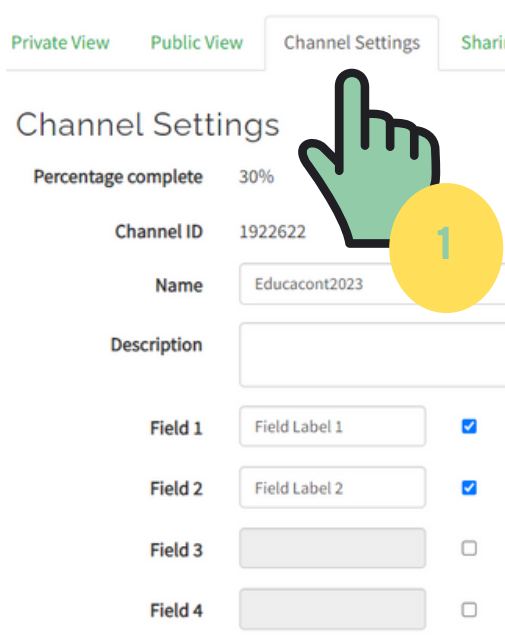 Private View Public View Channel Settings
Channel Settings
Percentage complete 30%
Channel ID 1922622
1
Name Educacont2023
Description
Field 1 Field Label 1
Field 2 Field Label 2
Field 3
Field 4